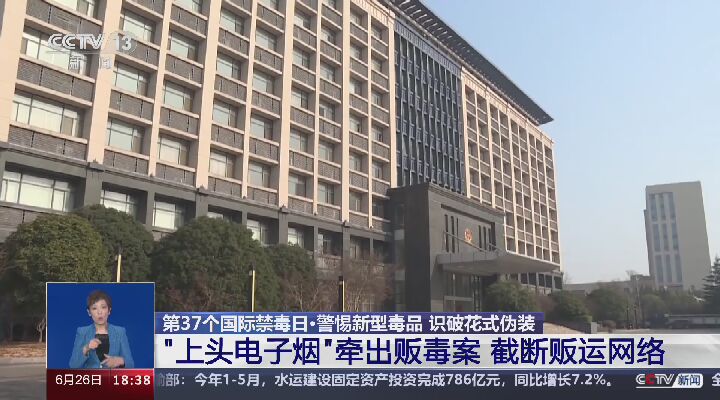 CCTV 13
新闻
第37个国际禁毒日·警惕新型毒品 识破花式伪装
"上头电子烟"牵出贩毒案 截断贩运网络
6月26日 18:38 输部：今年1-5月，水运建设固定资产投资完成786亿元，同比增长7.2%。 CCTV 新闻